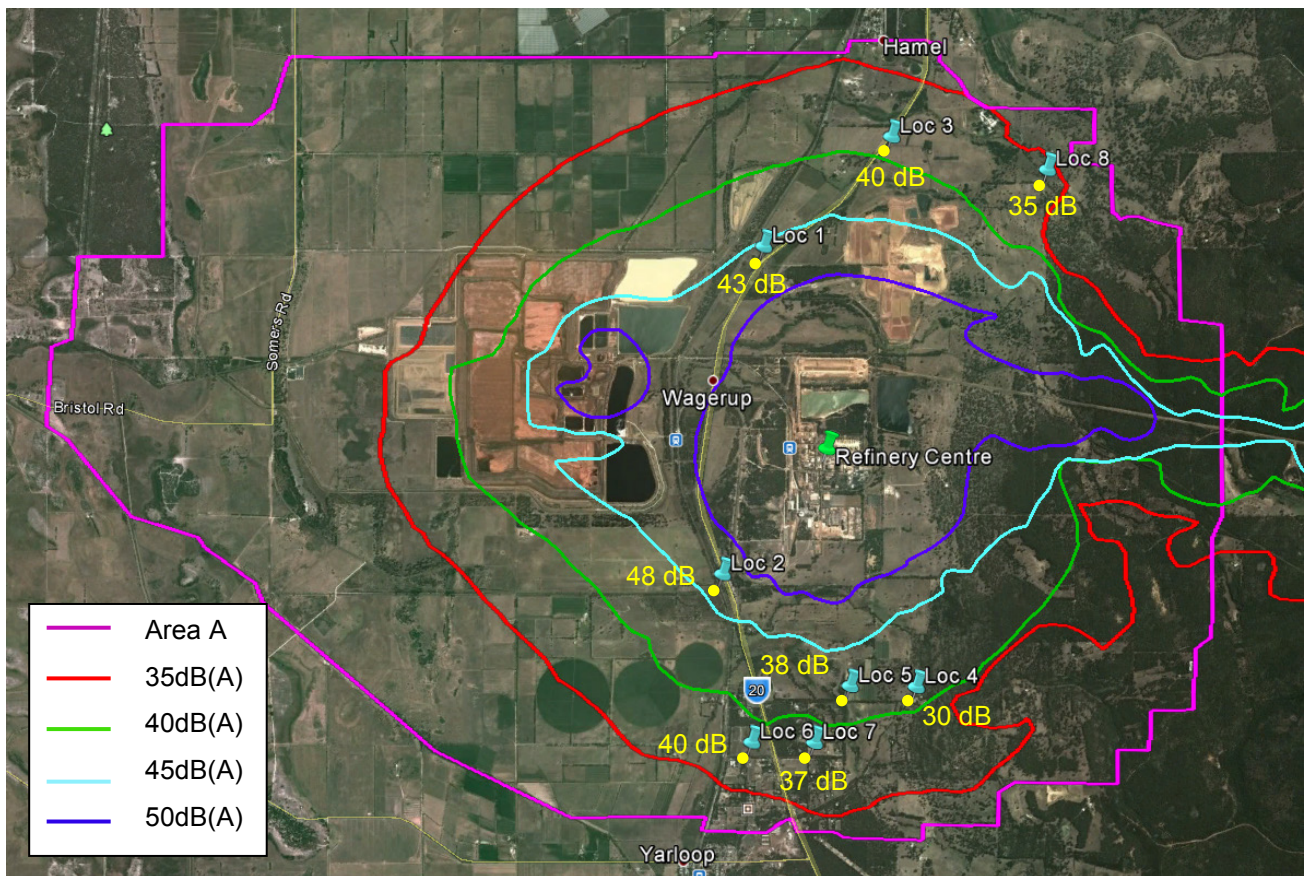 Hamel
Loc 3
40 dB
Loc 8
35 dB
Loc 1
43 dB
Somers Rd
Wagerup
Bristol Rd
Refinery Centre
Loc 2
48 dB
38 dB
Loc 5
Loc 4
20
30 dB
Loc 6
Loc 7
40 dB
37 dB
Yarloop
Area A
35dB(A)
40dB(A)
45dB(A)
50dB(A)